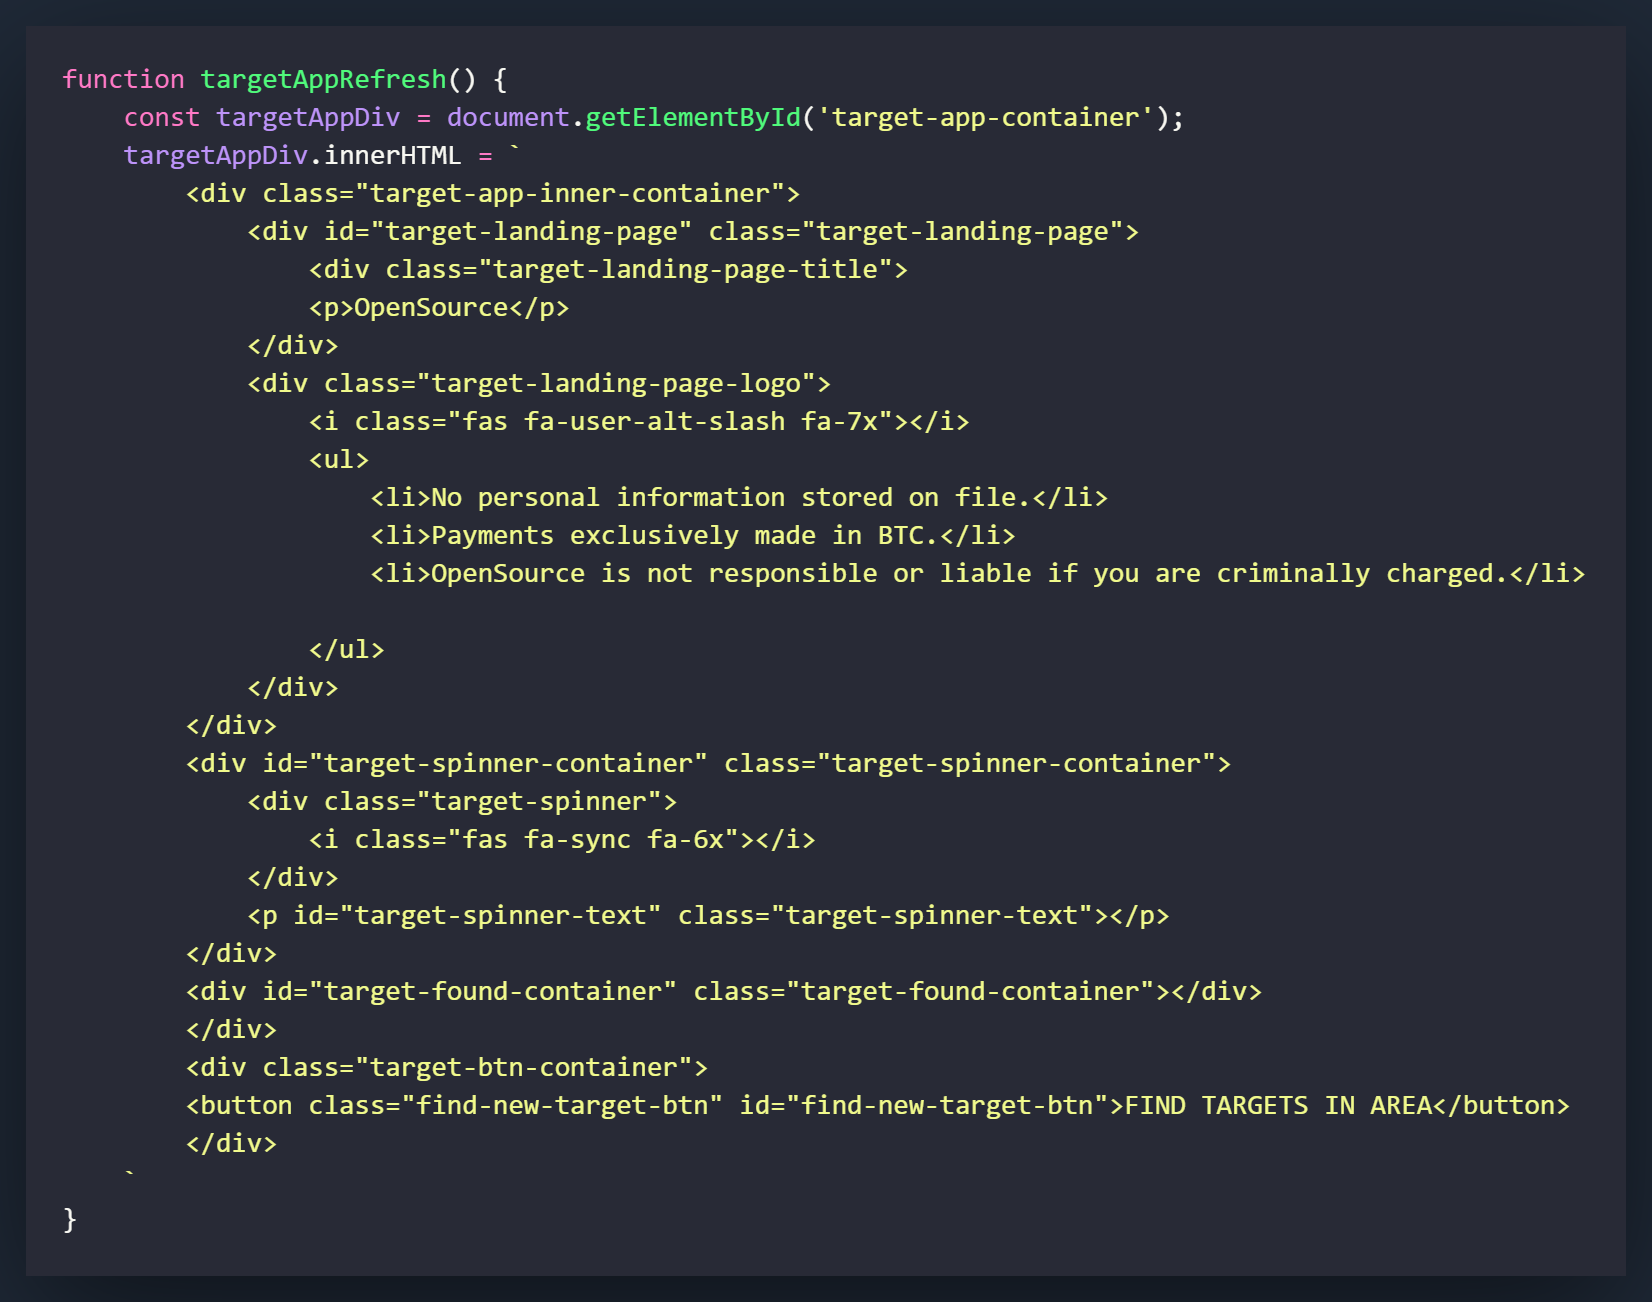 function targetAppRefresh() {
    const targetAppDiv = document.getElementById('target-app-container');
    targetAppDiv.innerHTML = `
        <div class="target-app-inner-container">
            <div id="target-landing-page" class="target-landing-page">
                <div class="target-landing-page-title">
                <p>OpenSource</p>
            </div>
            <div class="target-landing-page-logo">
                <i class="fas fa-user-alt-slash fa-7x"></i>
                <ul>
                    <li>No personal information stored on file.</li>
                    <li>Payments exclusively made in BTC.</li>
                    <li>OpenSource is not responsible or liable if you are criminally charged.</li>

                </ul>
            </div>
        </div>
        <div id="target-spinner-container" class="target-spinner-container">
            <div class="target-spinner">
                <i class="fas fa-sync fa-6x"></i>
            </div>
            <p id="target-spinner-text" class="target-spinner-text"></p>
        </div>
        <div id="target-found-container" class="target-found-container"></div>
        </div>
        <div class="target-btn-container">
        <button class="find-new-target-btn" id="find-new-target-btn">FIND TARGETS IN AREA</button>
        </div>
    `
}